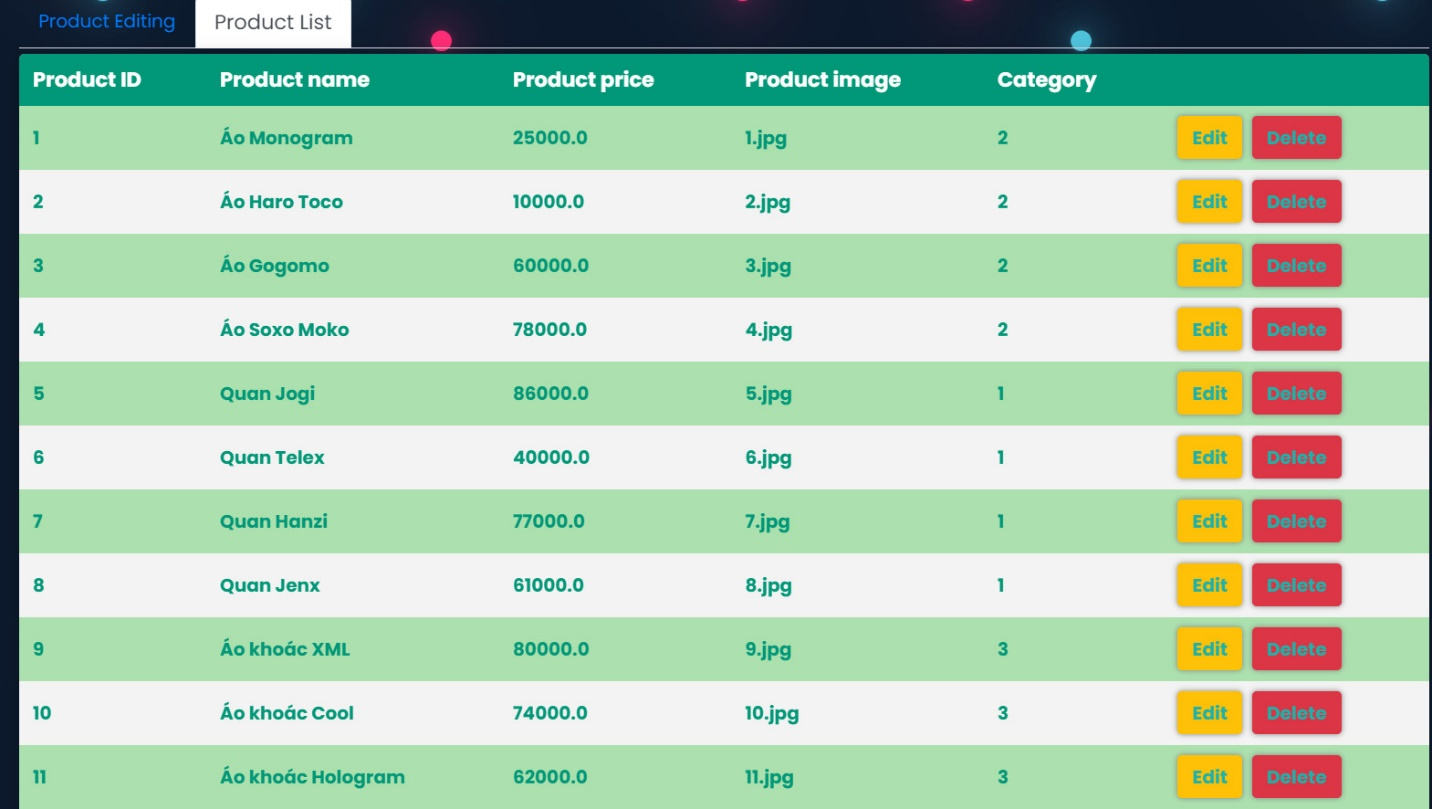 Product Editing Product List
Product ID Product name Product price Product image Category
1 Áo Monogram 25000.0 1.jpg 2 Edit Delete
2 Áo Haro Toco 10000.0 2.jpg 2 Edit Delete
3 Áo Gogomo 60000.0 3.jpg 2 Edit Delete
4 Áo Soxo Moko 78000.0 4.jpg 2 Edit Delete
5 Quan Jogi 86000.0 5.jpg 1 Edit Delete
6 Quan Telex 40000.0 6.jpg 1 Edit Delete
7 Quan Hanzi 77000.0 7.jpg 1 Edit Delete
8 Quan Jenx 61000.0 8.jpg 1 Edit Delete
9 Áo khoác XML 80000.0 9.jpg 3 Edit Delete
10 Áo khoác Cool 74000.0 10.jpg 3 Edit Delete
11 Áo khoác Hologram 62000.0 11.jpg 3 Edit Delete